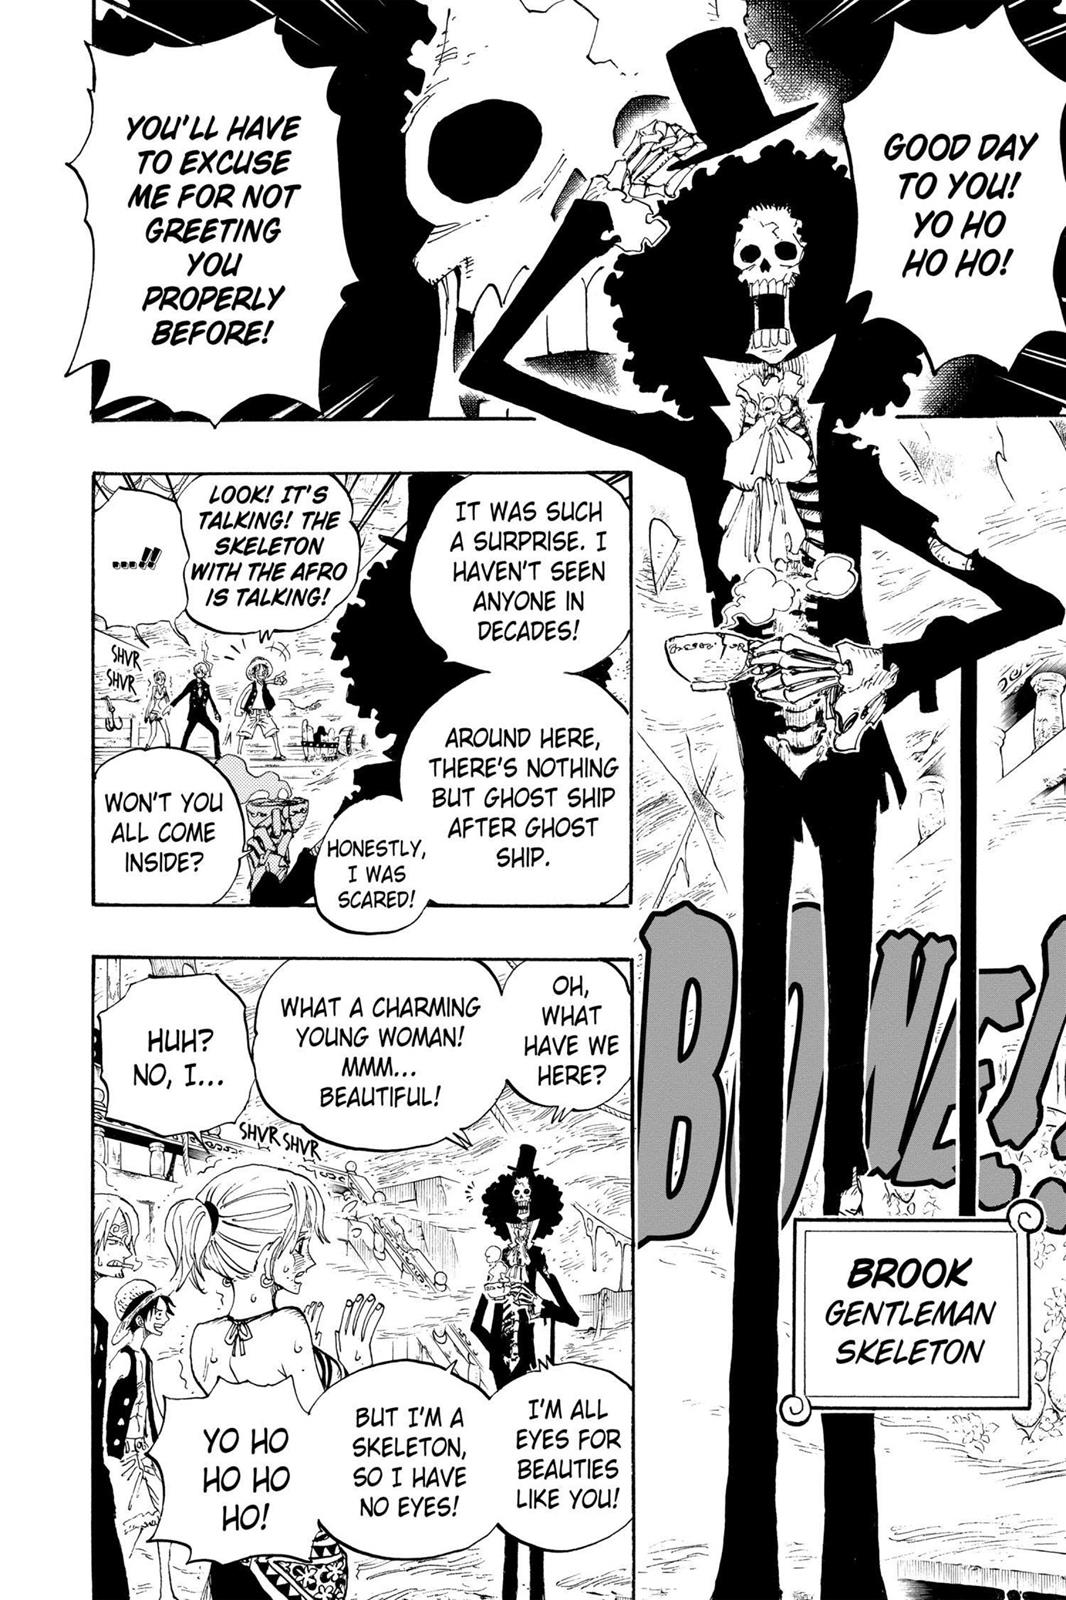 GOOD DAY
TO YOU!
YO HO
HO HO!
YOU'LL HAVE
TO EXCUSE
ME FOR NOT
GREETING
YOU
PROPERLY
BEFORE!
BONE!!
BROOK
GENTLEMAN
SKELETON
IT WAS SUCH
A SURPRISE. I
HAVEN'T SEEN
ANYONE IN
DECADES!
AROUND HERE,
THERE'S NOTHING
BUT GHOST SHIP
AFTER GHOST
SHIP.
HONESTLY,
I WAS
SCARED!
LOOK! IT'S
TALKING! THE
SKELETON
WITH THE AFRO
IS TALKING!
...!!
SHVR
SHVR
WON'T YOU
ALL COME
INSIDE?
OH,
WHAT
HAVE WE
HERE?
WHAT A CHARMING
YOUNG WOMAN!
MMM...
BEAUTIFUL!
HUH?
NO, I...
SHVR SHVR
I'M ALL
EYES FOR
BEAUTIES
LIKE YOU!
BUT I'M A
SKELETON,
SO I HAVE
NO EYES!
YO HO
HO HO
HO!